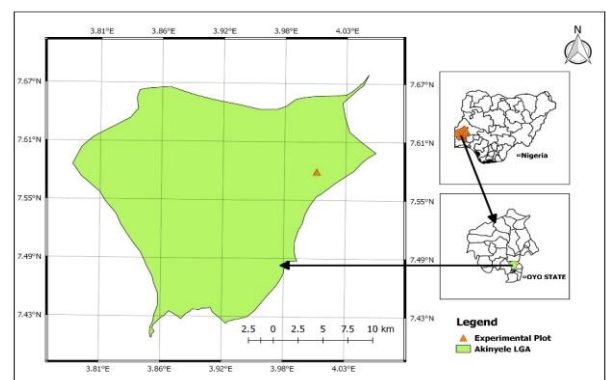 3.81°E 3.86°E 3.92°E 3.98°E 4.03°E
N
7.67°N
7.61°N
7.55°N
7.49°N
7.43°N
7.67°N
7.61°N
7.55°N
7.49°N
7.43°N
=Nigeria
=OYO STATE
2.5 0 2.5 5 7.5 10 km
3.81°E 3.86°E 3.92°E 3.98°E 4.03°E
Legend
Experimental Plot
Akinyele LGA